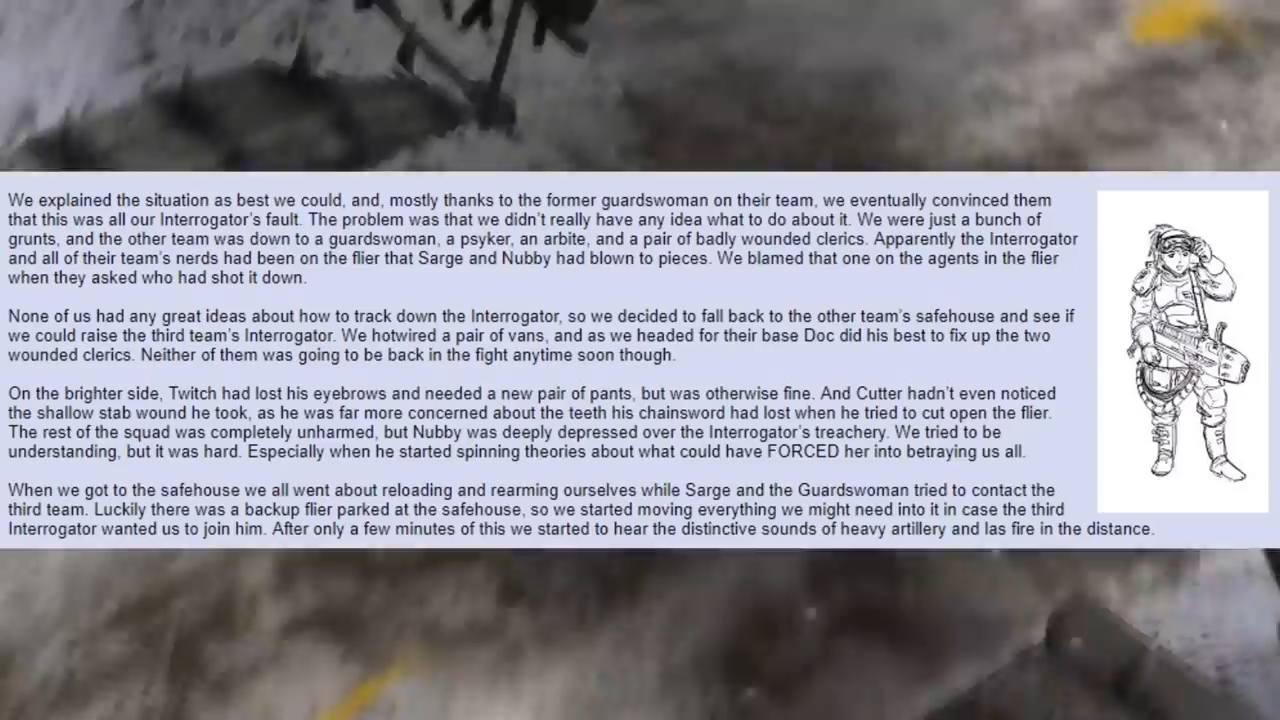 We explained the situation as best we could, and, mostly thanks to the former guardswoman on their team, we eventually convinced them
that this was all our Interrogator's fault. The problem was that we didn't really have any idea what to do about it. We were just a bunch of
grunts, and the other team was down to a guardswoman, a psyker, an arbite, and a pair of badly wounded clerics. Apparently the Interrogator
and all of their team's nerds had been on the flier that Sarge and Nubby had blown to pieces. We blamed that one on the agents in the flier
when they asked who had shot it down.
None of us had any great ideas about how to track down the Interrogator, so we decided to fall back to the other team's safehouse and see if
we could raise the third team's Interrogator. We hotwired a pair of vans, and as we headed for their base Doc did his best to fix up the two
wounded clerics. Neither of them was going to be back in the fight anytime soon though.
On the brighter side, Twitch had lost his eyebrows and needed a new pair of pants, but was otherwise fine. And Cutter hadn't even noticed
the shallow stab wound he took, as he was far more concerned about the teeth his chainsword had lost when he tried to cut open the flier.
The rest of the squad was completely unharmed, but Nubby was deeply depressed over the Interrogator's treachery. We tried to be
understanding, but it was hard. Especially when he started spinning theories about what could have FORCED her into betraying us all.
When we got to the safehouse we all went about reloading and rearming ourselves while Sarge and the Guardswoman tried to contact the
third team. Luckily there was a backup flier parked at the safehouse, so we started moving everything we might need into it in case the third
Interrogator wanted us to join him. After only a few minutes of this we started to hear the distinctive sounds of heavy artillery and las fire in the distance.